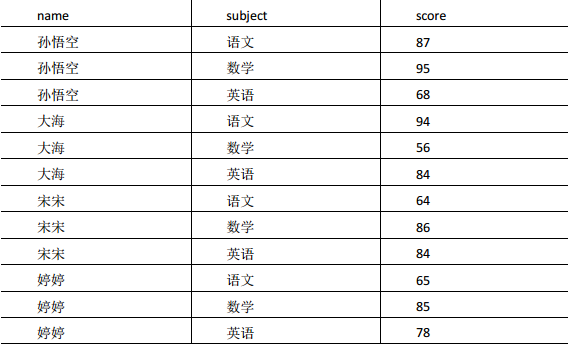 name subject score
孙悟空 语文 87
孙悟空 数学 95
孙悟空 英语 68
大海 语文 94
大海 数学 56
大海 英语 84
宋宋 语文 64
宋宋 数学 86
宋宋 英语 84
婷婷 语文 65
婷婷 数学 85
婷婷 英语 78